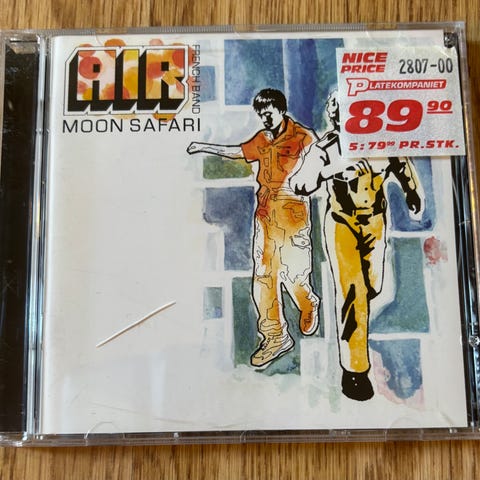 AIR
FRENCH BAND
MOON SAFARI
NICE
PRICE
2807-00
PLATEKOMPANIET
89 90
5: 79 90 PR.STK.